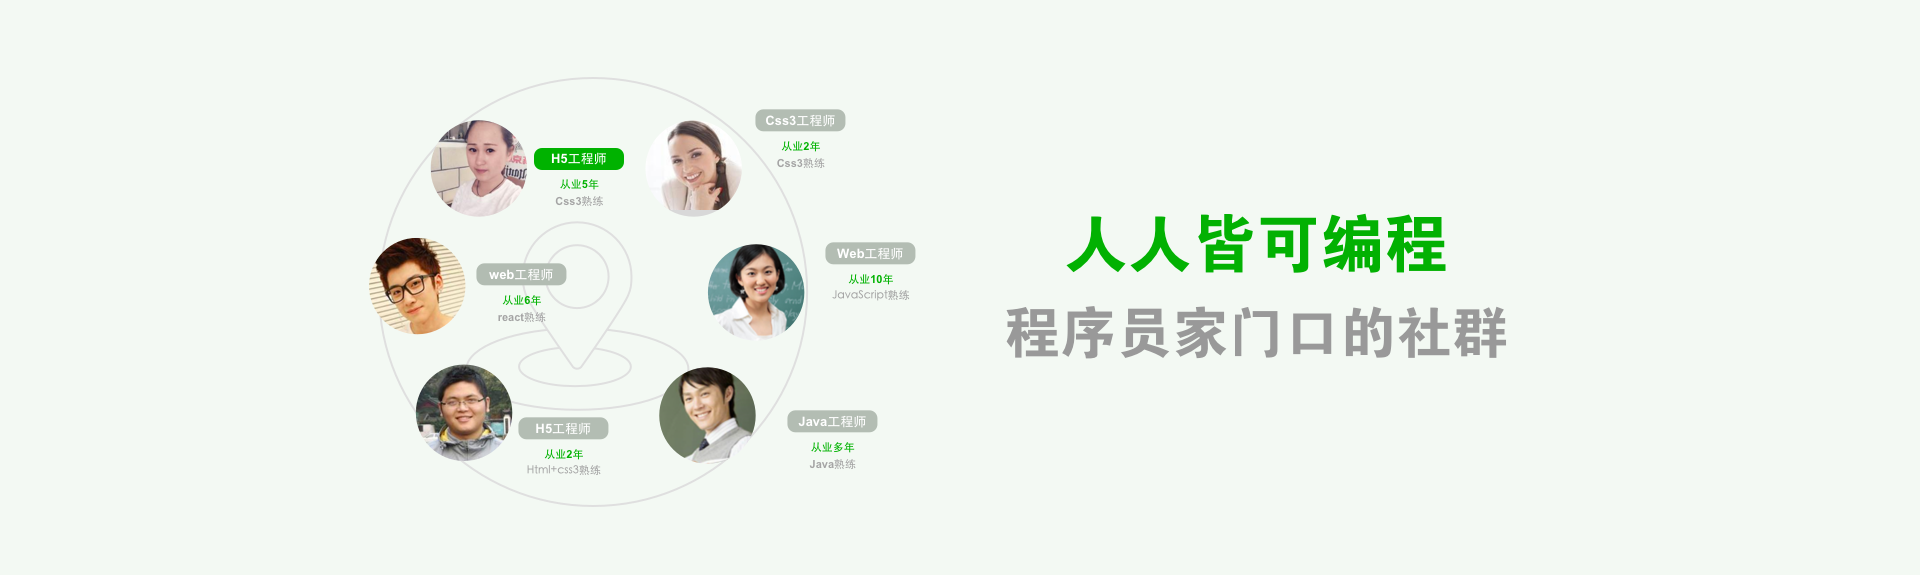 H5工程师
从业5年
Css3熟练
Css3工程师
从业2年
Css3熟练
web工程师
从业6年
react熟练
Web工程师
从业10年
JavaScript熟练
H5工程师
从业2年
Html+css3熟练
Java工程师
从业多年
Java熟练
人人皆可编程
程序员家门口的社群